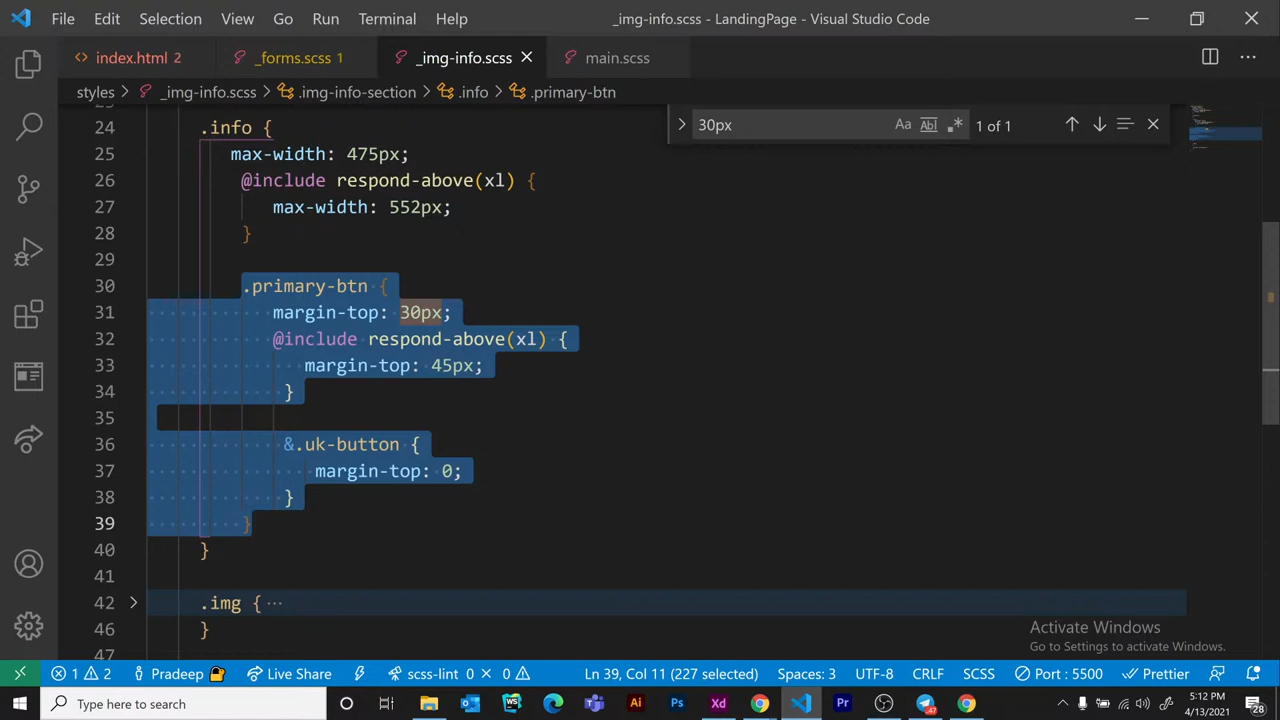 File Edit Selection View Go Run Terminal Help _img-info.scss - LandingPage - Visual Studio Code
index.html 2 _forms.scss 1 _img-info.scss main.scss
styles > _img-info.scss > .img-info-section > .info > .primary-btn
30px Aa Abl .* 1 of 1
24 .info {
25 max-width: 475px;
26 @include respond-above(xl) {
27 max-width: 552px;
28 }
29
30 .primary-btn {
31 margin-top: 30px;
32 @include respond-above(xl) {
33 margin-top: 45px;
34 }
35
36 &.uk-button {
37 margin-top: 0;
38 }
39 }
40 }
41
42 .img { ...
46 }
47
Activate Windows
Go to Settings to activate Windows.
1 2 Pradeep Live Share scss-lint 0 0 Ln 39, Col 11 (227 selected) Spaces: 3 UTF-8 CRLF SCSS Port : 5500 Prettier
Type here to search
5:12 PM
4/13/2021
28